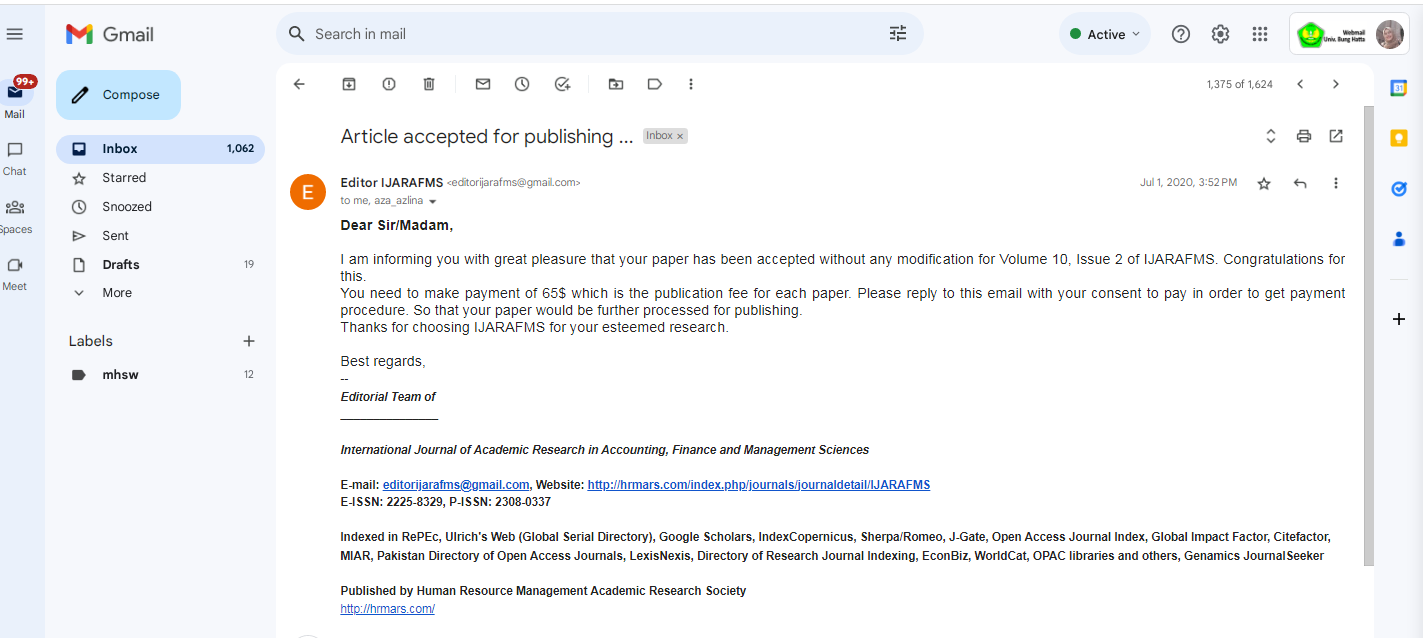 Gmail
Search in mail
Active
Webmail
Univ. Bung Hatta
99+
Mail
Chat
Spaces
Meet
Compose
Inbox 1,062
Starred
Snoozed
Sent
Drafts 19
More
Labels
mhsw 12
1,375 of 1,624
Article accepted for publishing ... Inbox x
E
Editor IJARAFMS <editorijarafms@gmail.com>
Jul 1, 2020, 3:52 PM
to me, aza_azlina
Dear Sir/Madam,
I am informing you with great pleasure that your paper has been accepted without any modification for Volume 10, Issue 2 of IJARAFMS. Congratulations for
this.
You need to make payment of 65$ which is the publication fee for each paper. Please reply to this email with your consent to pay in order to get payment
procedure. So that your paper would be further processed for publishing.
Thanks for choosing IJARAFMS for your esteemed research.
Best regards,
--
Editorial Team of
_______________
International Journal of Academic Research in Accounting, Finance and Management Sciences
E-mail: editorijarafms@gmail.com, Website: http://hrmars.com/index.php/journals/journaldetail/IJARAFMS
E-ISSN: 2225-8329, P-ISSN: 2308-0337
Indexed in RePEc, Ulrich's Web (Global Serial Directory), Google Scholars, IndexCopernicus, Sherpa/Romeo, J-Gate, Open Access Journal Index, Global Impact Factor, Citefactor,
MIAR, Pakistan Directory of Open Access Journals, LexisNexis, Directory of Research Journal Indexing, EconBiz, WorldCat, OPAC libraries and others, Genamics JournalSeeker
Published by Human Resource Management Academic Research Society
http://hrmars.com/
31